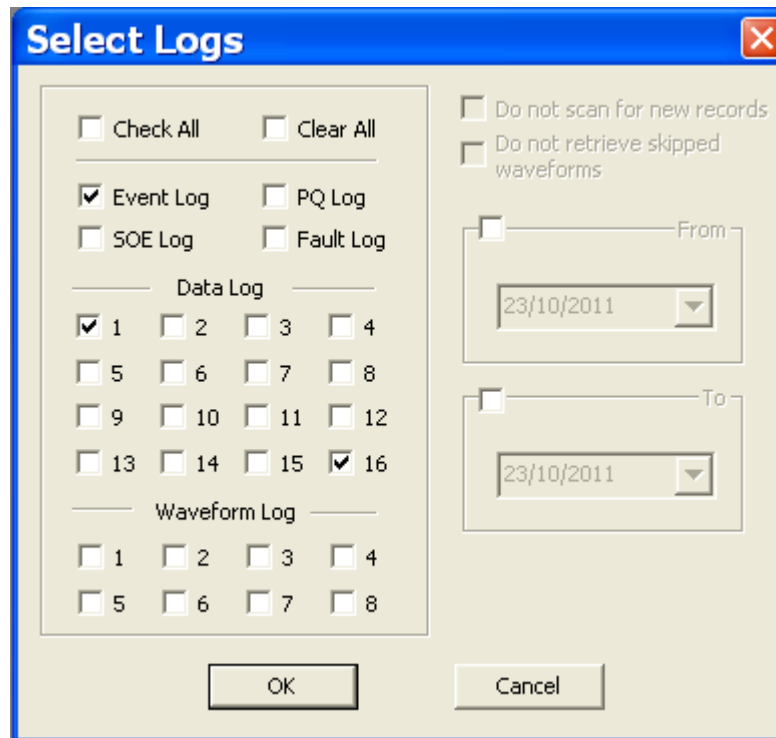 Select Logs
Check All Clear All
Event Log PQ Log
SOE Log Fault Log
Data Log
1 2 3 4
5 6 7 8
9 10 11 12
13 14 15 16
Waveform Log
1 2 3 4
5 6 7 8
Do not scan for new records
Do not retrieve skipped
waveforms
From
23/10/2011
To
23/10/2011
OK Cancel